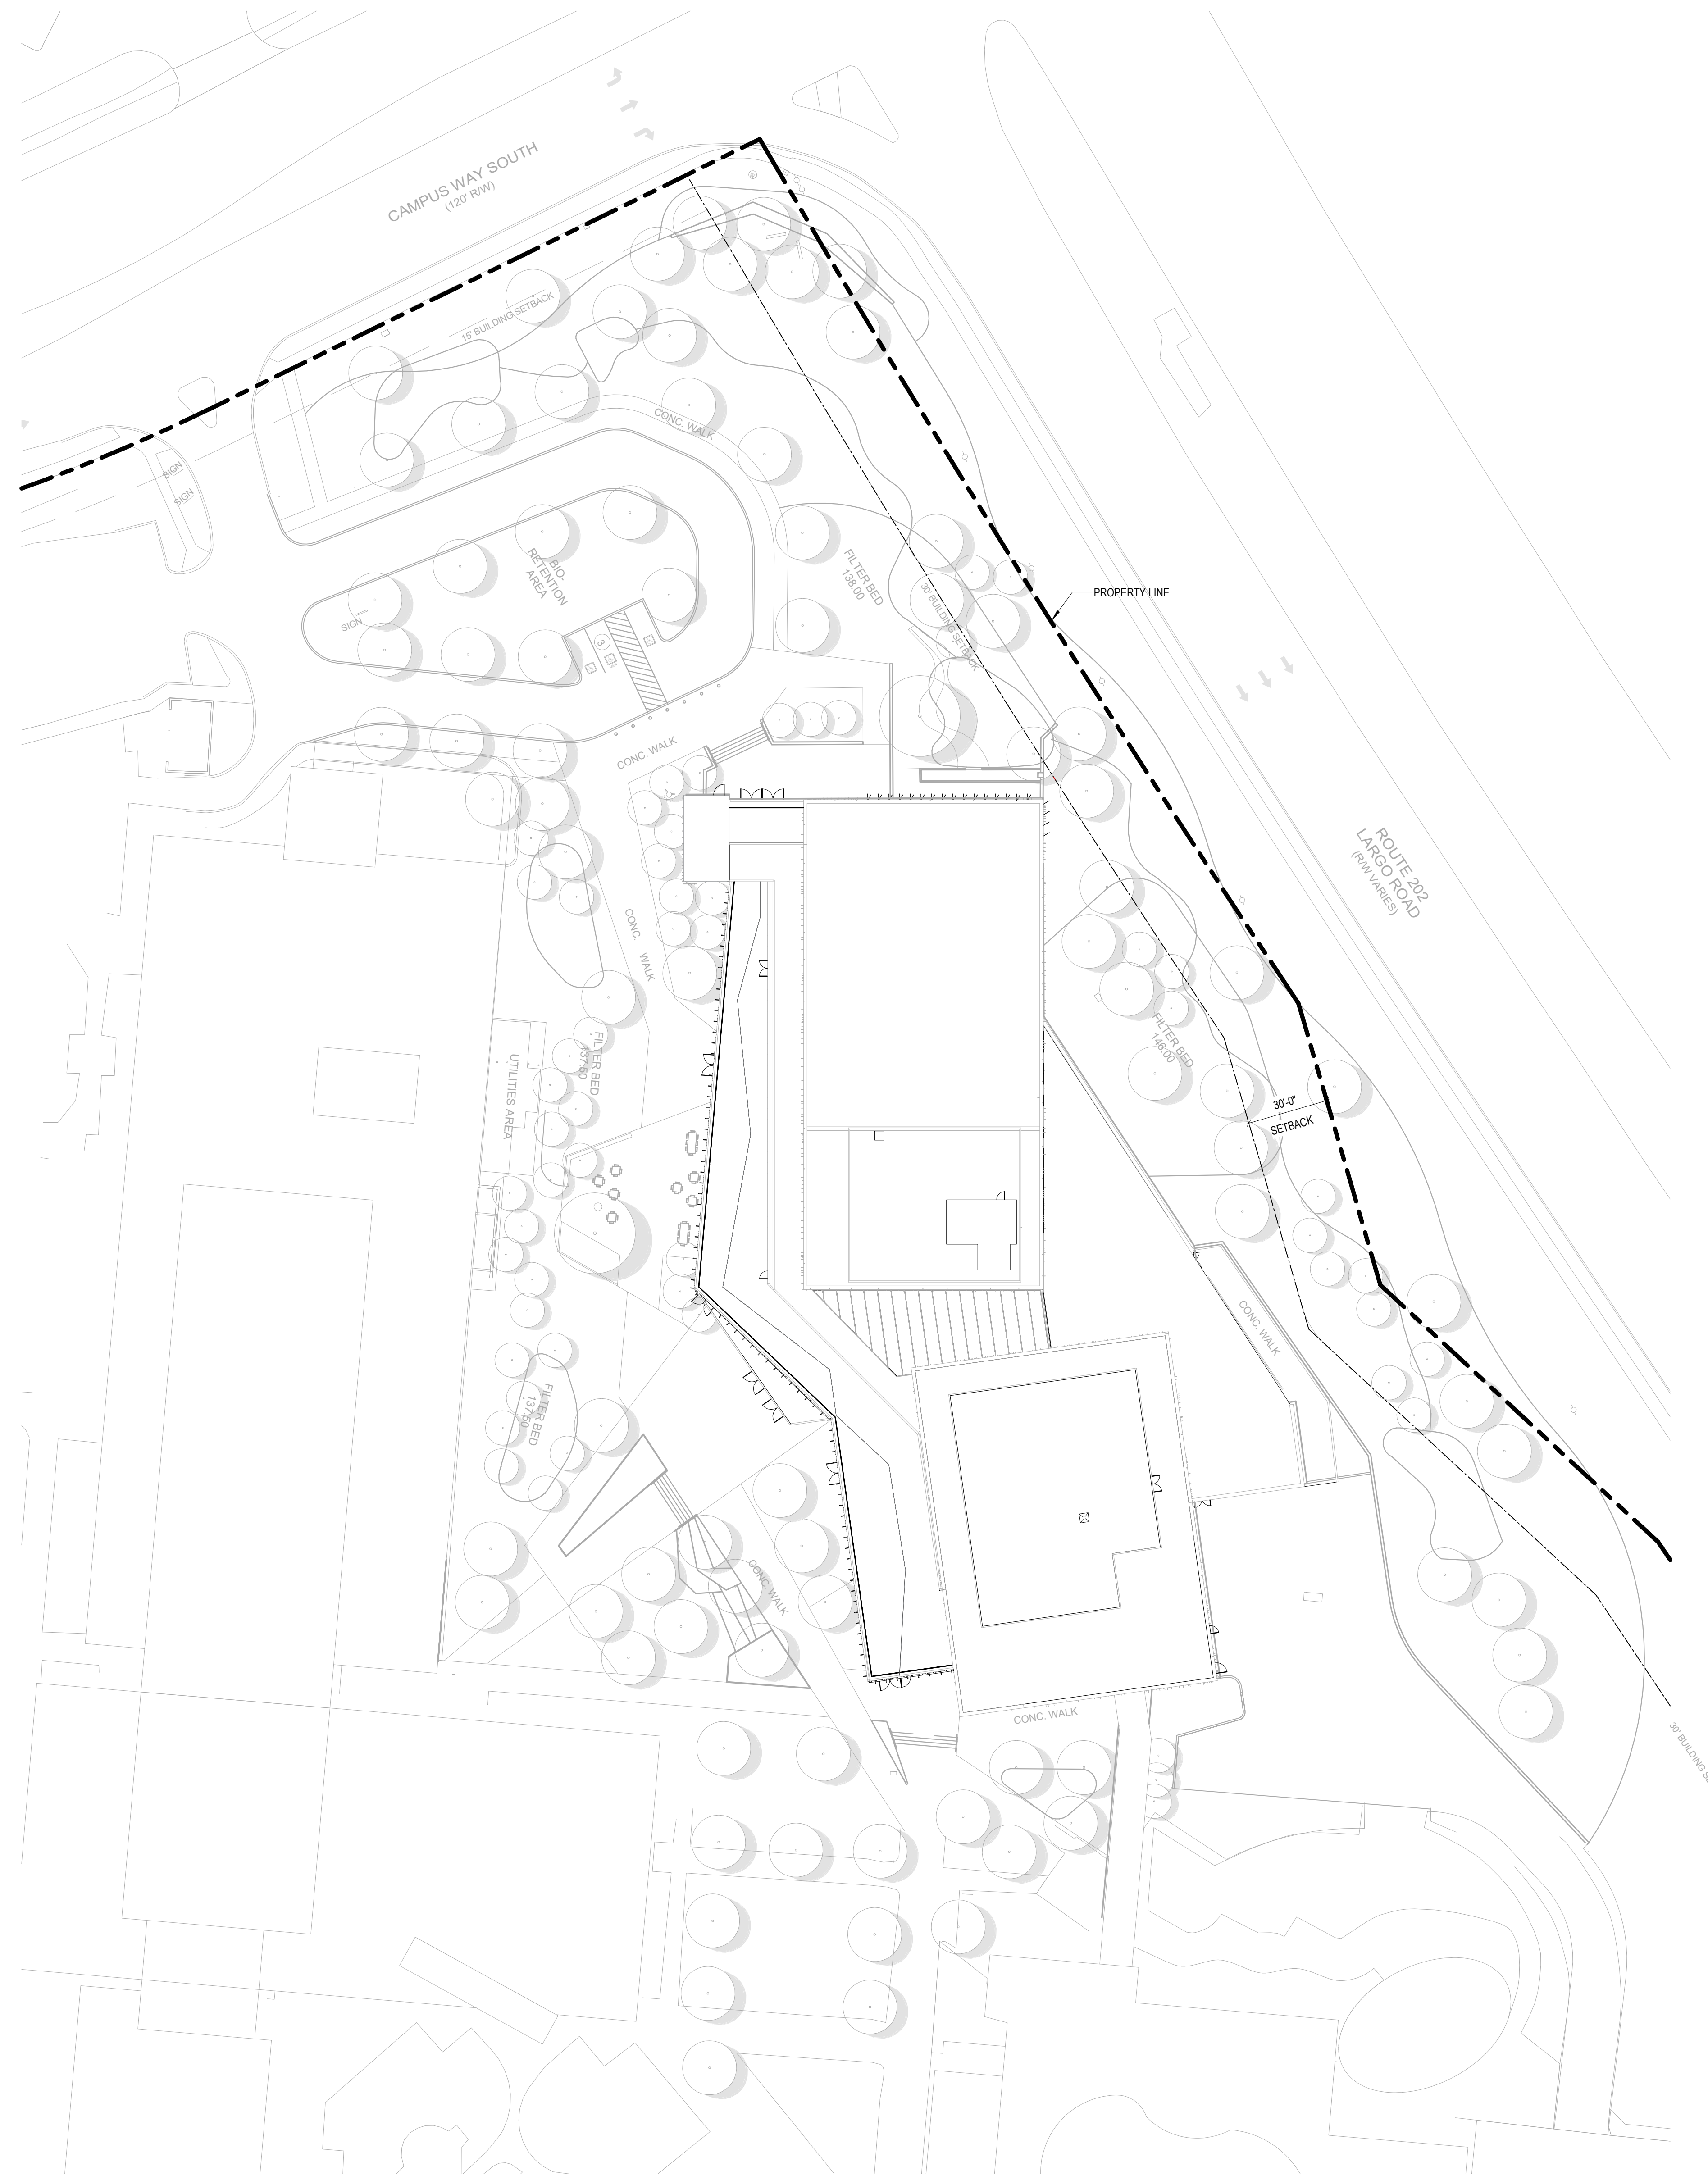 CAMPUS WAY SOUTH
(120' R/W)
15' BUILDING SETBACK
CONC. WALK
SIGN
SIGN
BIO-
RETENTION
AREA
SIGN
3
FILTER BED
138.00
30' BUILDING SETBACK
PROPERTY LINE
CONC. WALK
ROUTE 202
LARGO ROAD
(R/W VARIES)
CONC.
WALK
FILTER BED
137.50
UTILITIES AREA
FILTER BED
146.00
30'-0"
SETBACK
CONC. WALK
FILTER BED
137.50
CONC. WALK
CONC. WALK
30' BUILDING